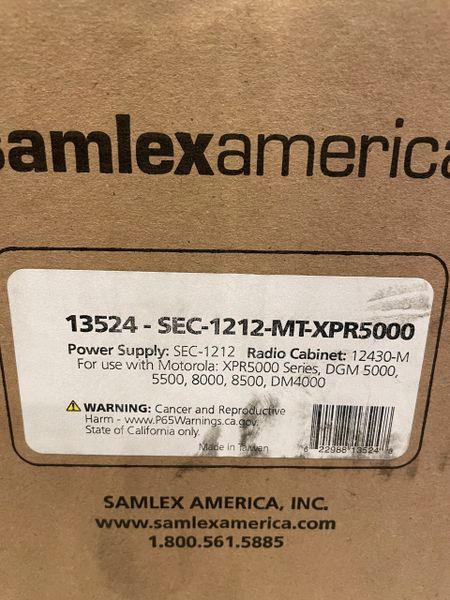 samlexamerica
13524 - SEC-1212-MT-XPR5000
Power Supply: SEC-1212 Radio Cabinet: 12430-M
For use with Motorola: XPR5000 Series, DGM 5000,
5500, 8000, 8500, DM4000
WARNING: Cancer and Reproductive
Harm - www.P65Warnings.ca.gov
State of California only.
Made in Taiwan
8 22988 13524 8
SAMLEX AMERICA, INC.
www.samlexamerica.com
1.800.561.5885